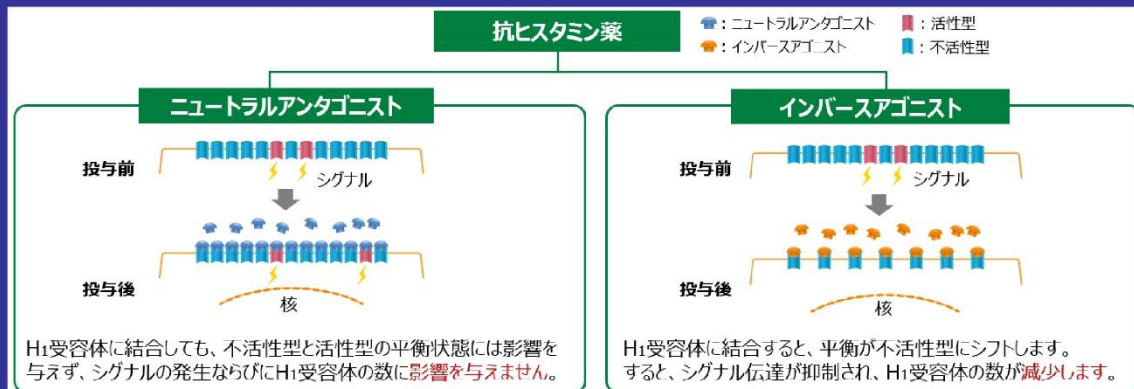 抗ヒスタミン薬
：ニュートラルアンタゴニスト
：活性型
：インバースアゴニスト
：不活性型
ニュートラルアンタゴニスト
投与前
シグナル
投与後
核
H1受容体に結合しても、不活性型と活性型の平衡状態には影響を
与えず、シグナルの発生ならびにH1受容体の数に影響を与えません。
インバースアゴニスト
投与前
シグナル
投与後
核
H1受容体に結合すると、平衡が不活性型にシフトします。
すると、シグナル伝達が抑制され、H1受容体の数が減少します。